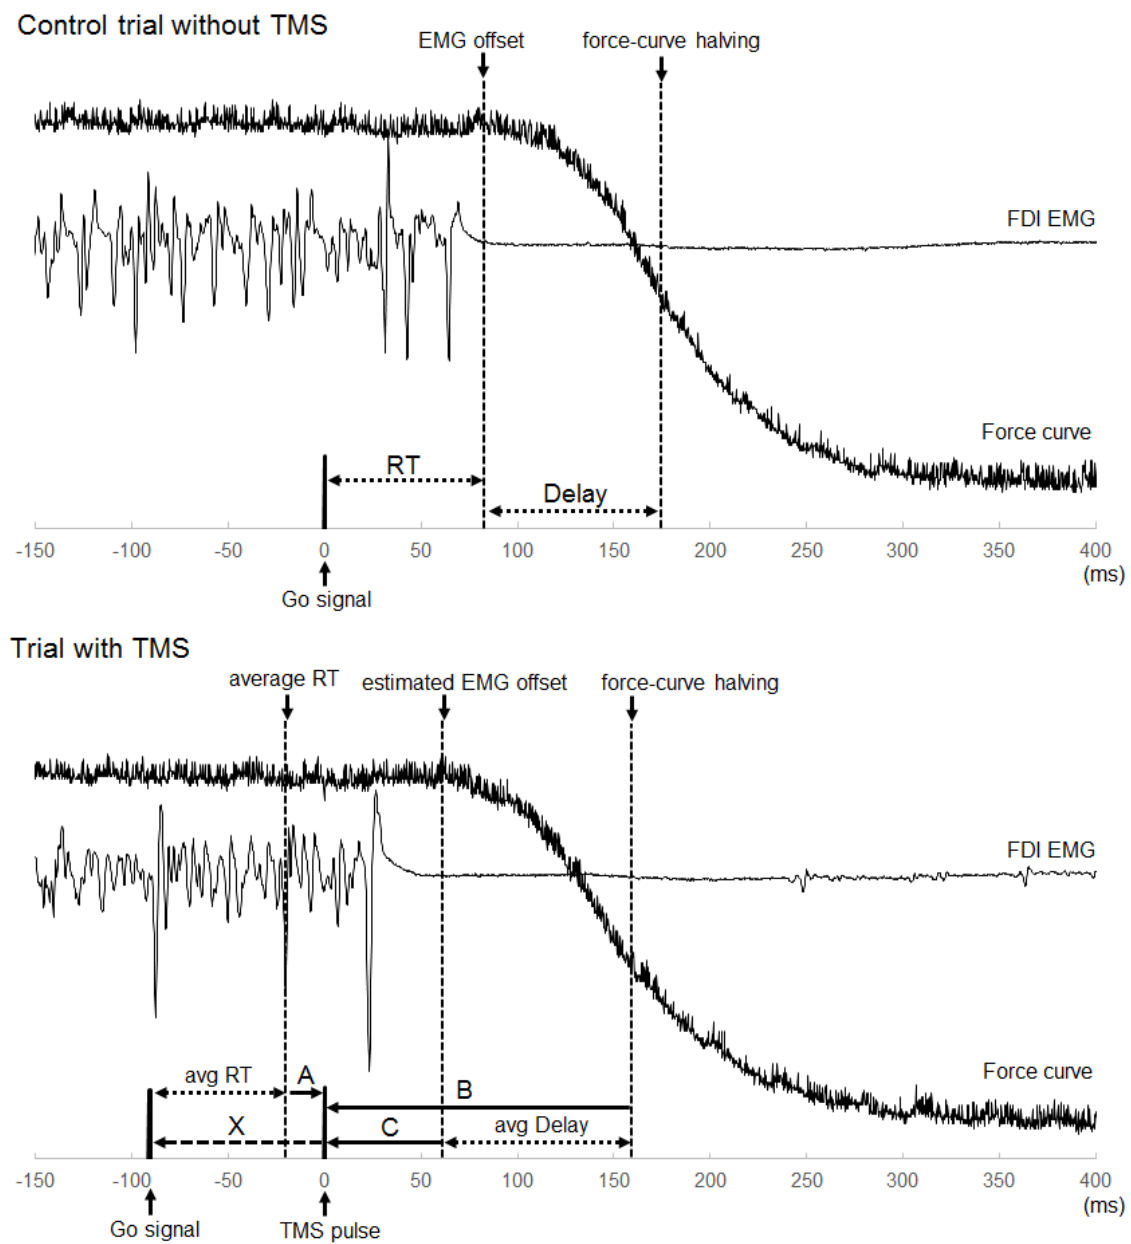 Control trial without TMS
EMG offset
force-curve halving
FDI EMG
Force curve
RT
Delay
-150 -100 -50 0 50 100 150 200 250 300 350 400
(ms)
Go signal
Trial with TMS
average RT
estimated EMG offset
force-curve halving
FDI EMG
Force curve
avg RT
A
B
X
C
avg Delay
-150 -100 -50 0 50 100 150 200 250 300 350 400
(ms)
Go signal
TMS pulse